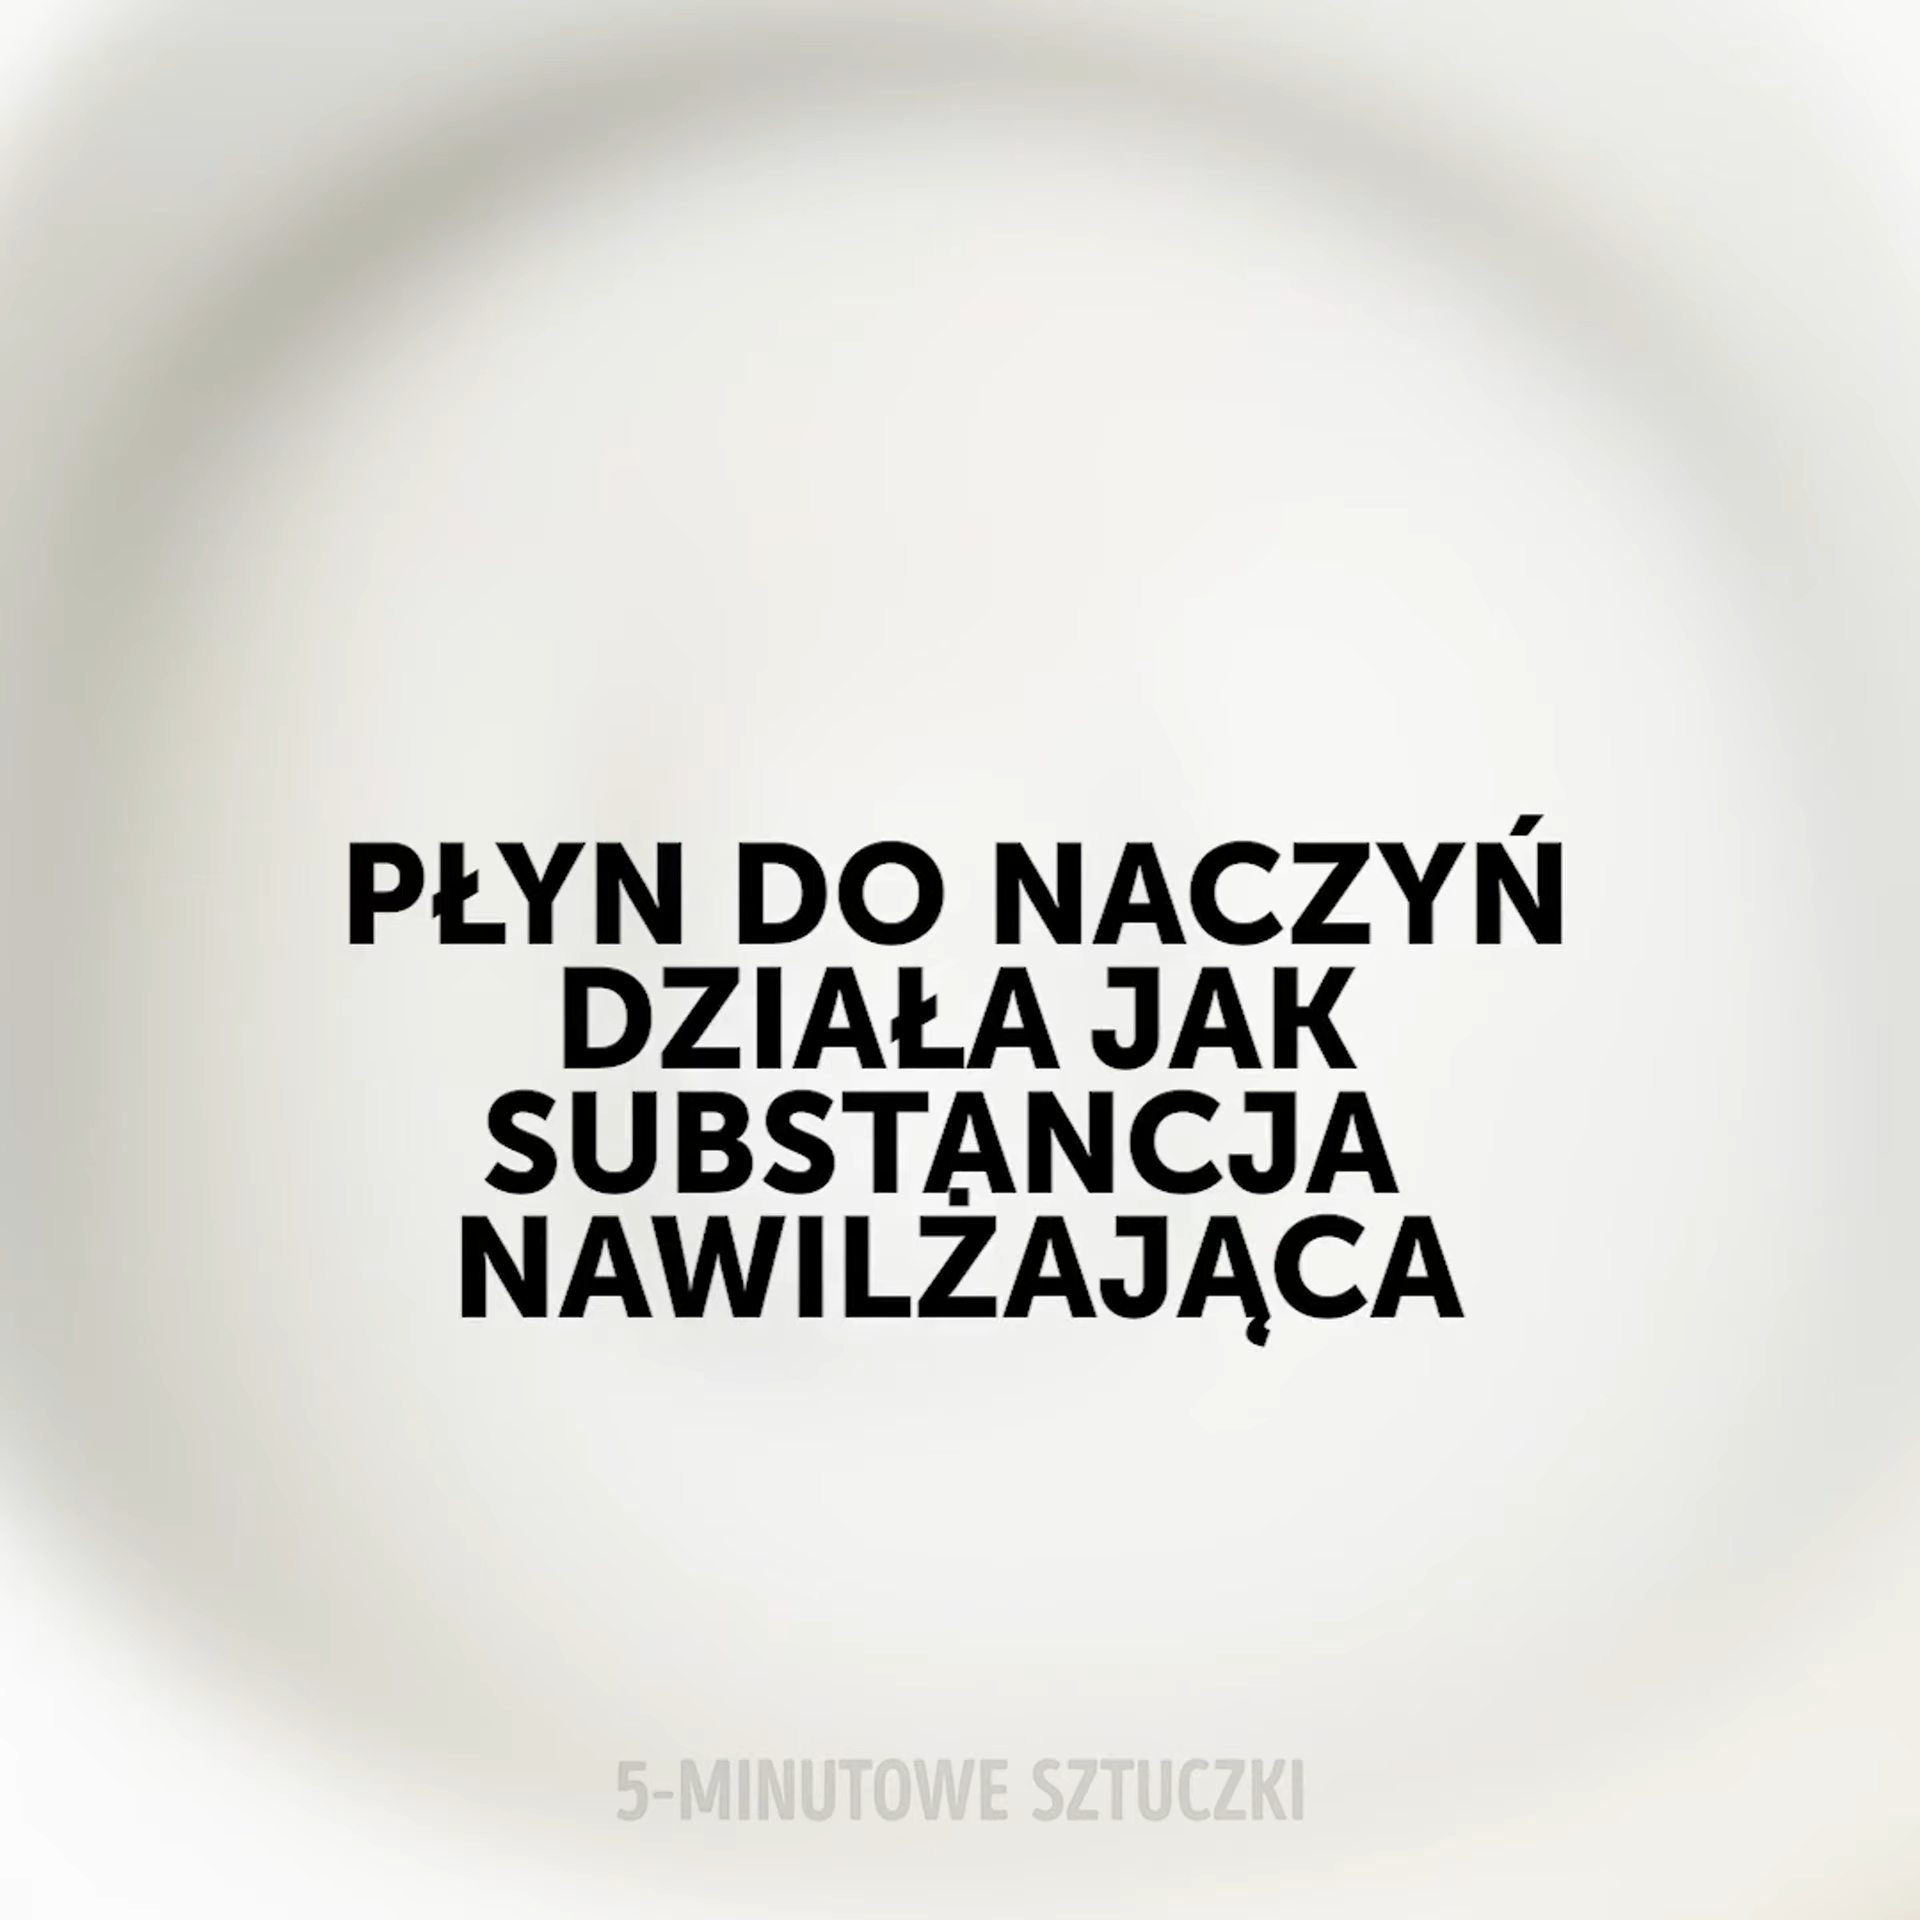 PŁYN DO NACZYŃ
DZIAŁA JAK
SUBSTANCJA
NAWILŻAJĄCA
5-MINUTOWE SZTUCZKI